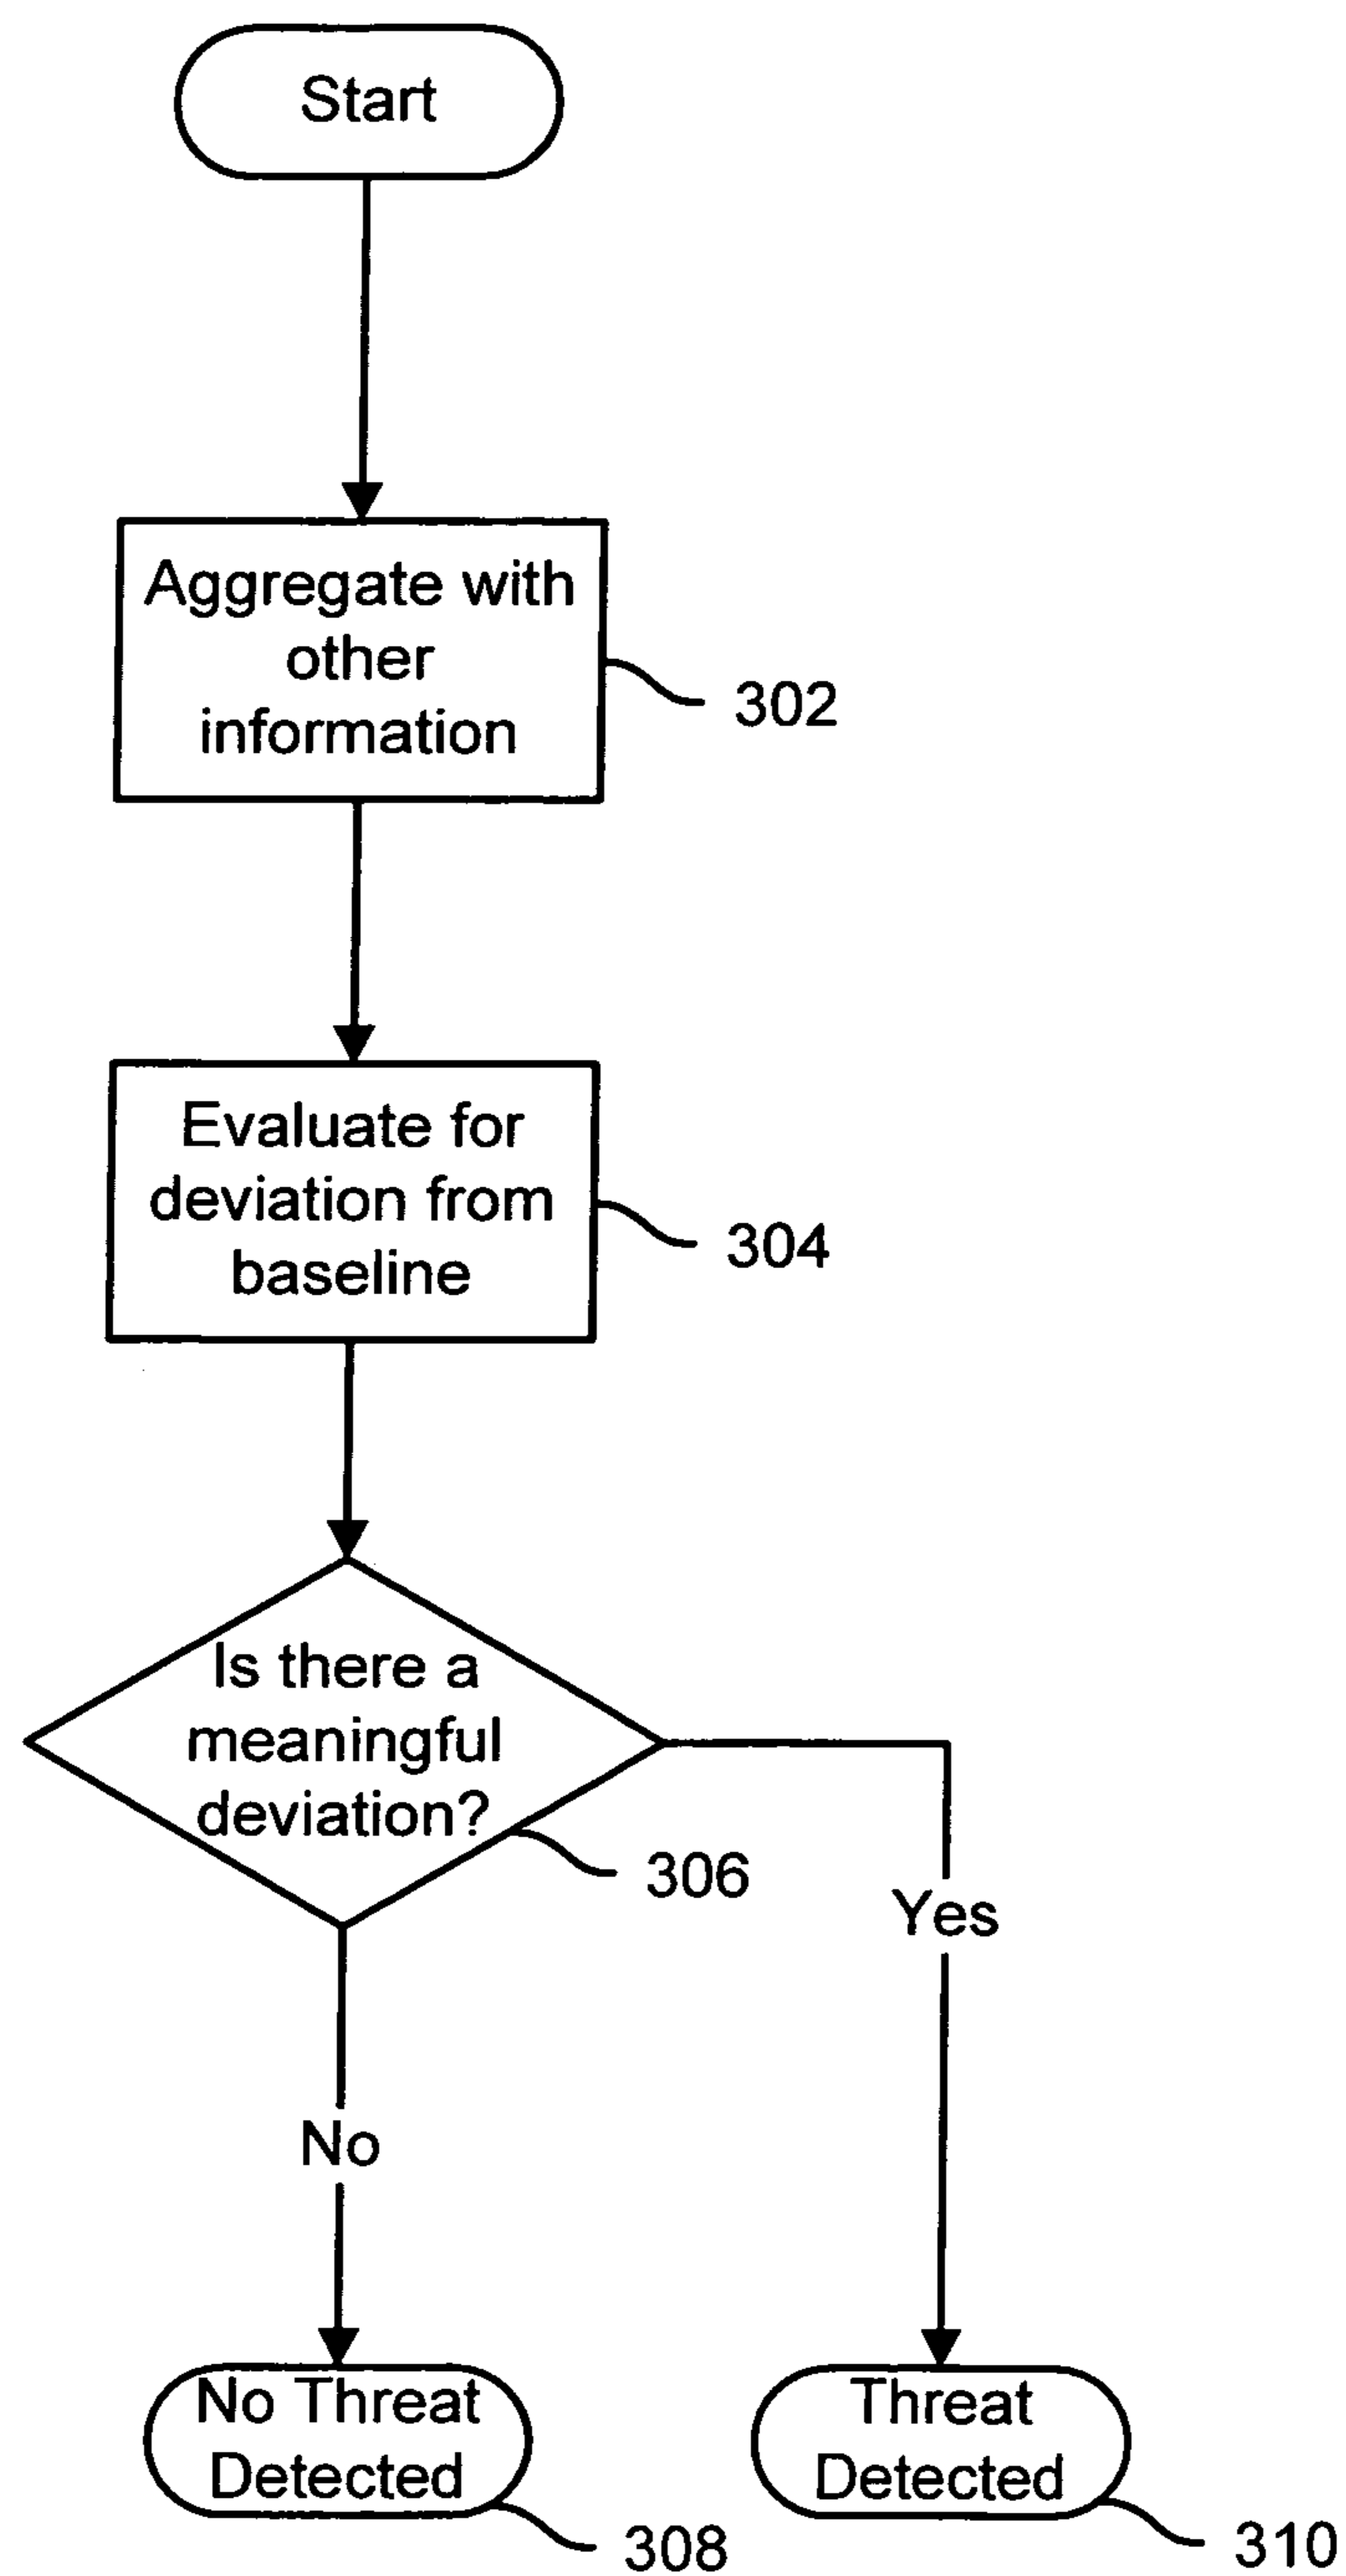 Start
Aggregate with
other
information
302
Evaluate for
deviation from
baseline
304
Is there a
meaningful
deviation?
306
Yes
No
No Threat
Detected
308
Threat
Detected
310